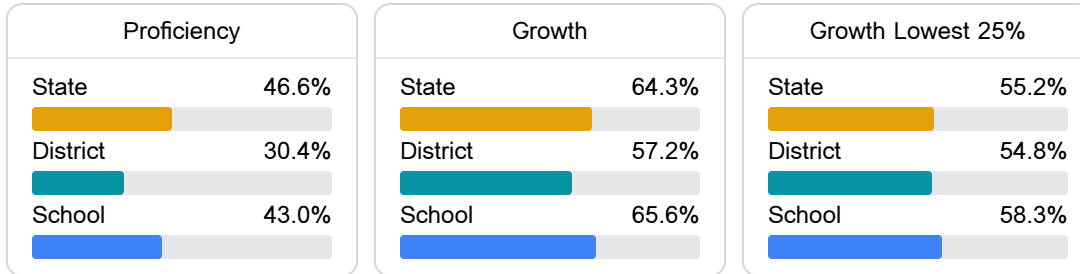 Proficiency
State 46.6%
District 30.4%
School 43.0%
Growth
State 64.3%
District 57.2%
School 65.6%
Growth Lowest 25%
State 55.2%
District 54.8%
School 58.3%